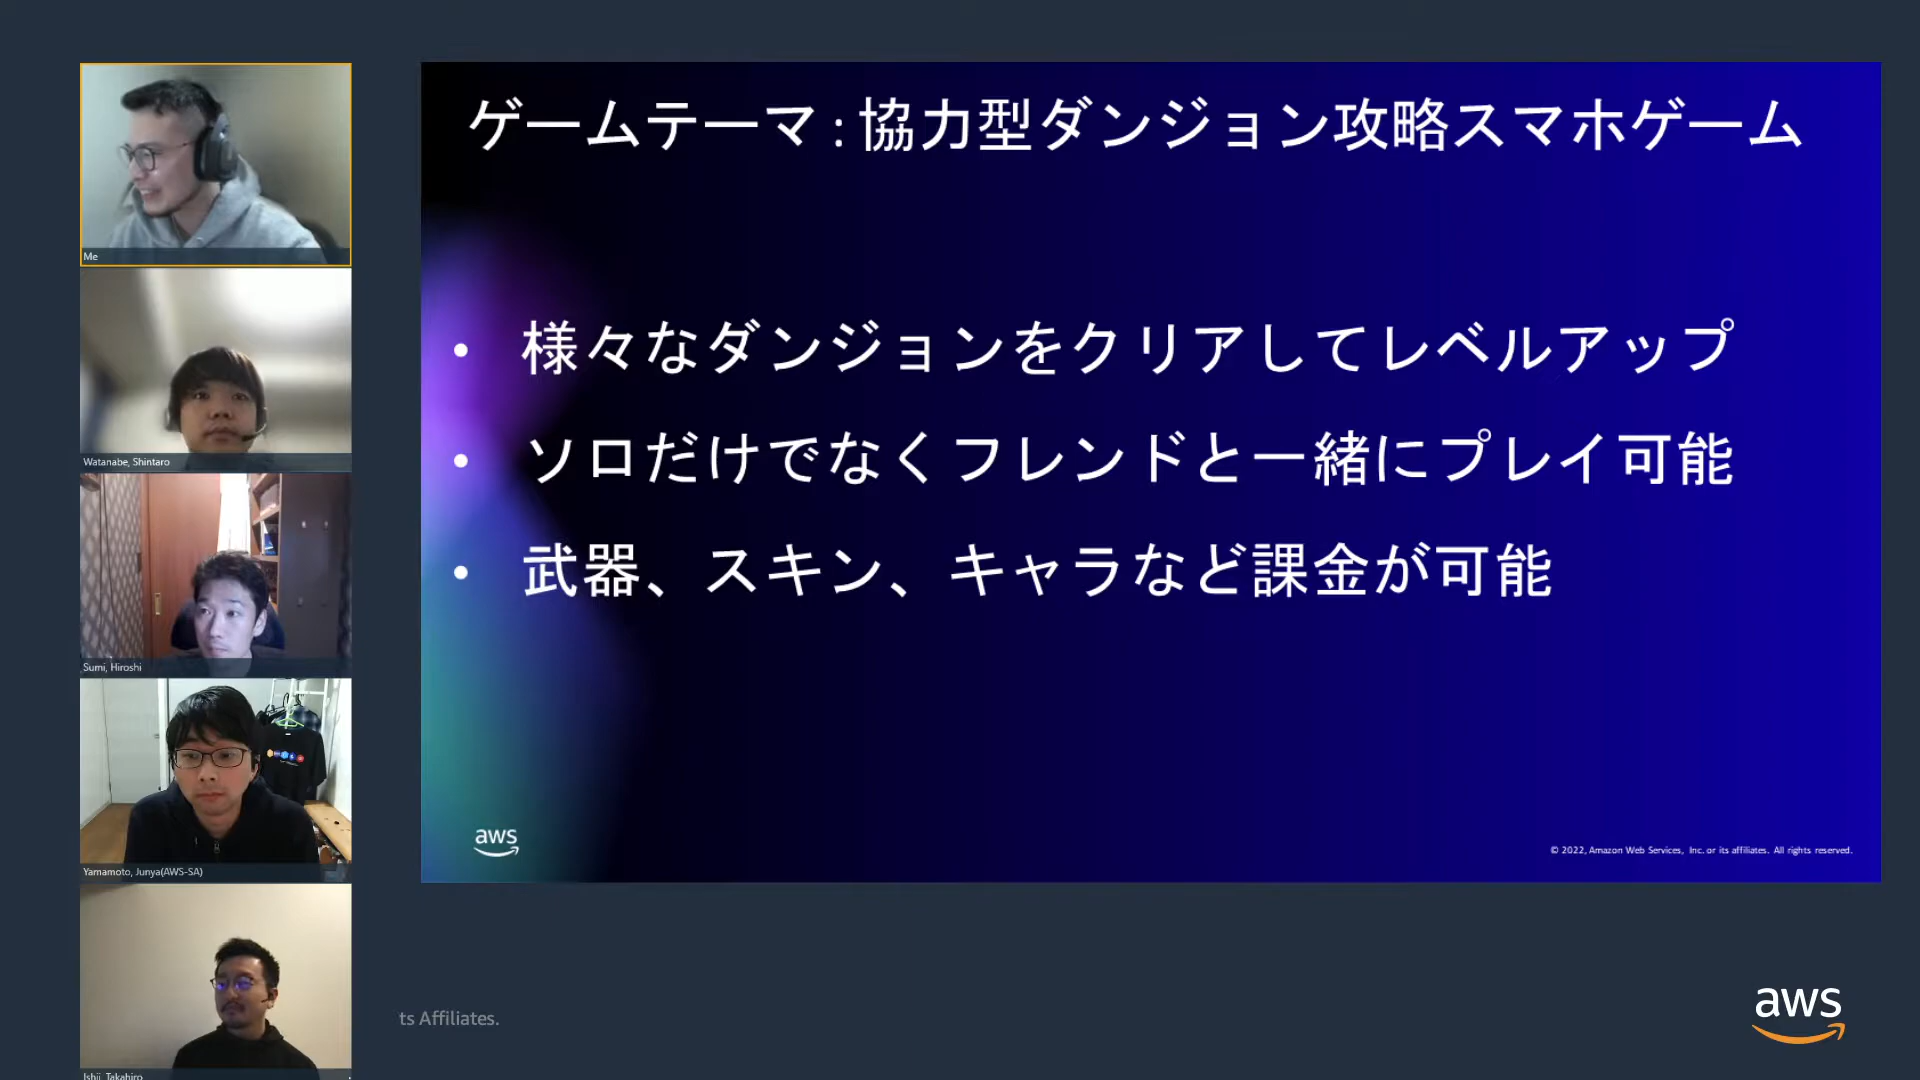 Me
Watanabe, Shintaro
Sumi, Hiroshi
Yamamoto, Junya(AWS-SA)
Ishii, Takahiro
ゲームテーマ : 協力型ダンジョン攻略スマホゲーム
• 様々なダンジョンをクリアしてレベルアップ
• ソロだけでなくフレンドと一緒にプレイ可能
• 武器、スキン、キャラなど課金が可能
aws
© 2022, Amazon Web Services, Inc. or its affiliates. All rights reserved.
ts Affiliates.
aws